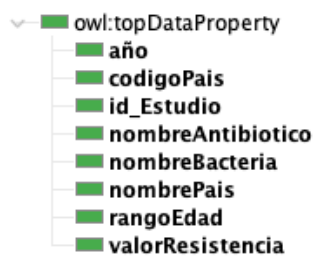 owl:topDataProperty
año
codigoPais
id_Estudio
nombreAntibiotico
nombreBacteria
nombrePais
rangoEdad
valorResistencia